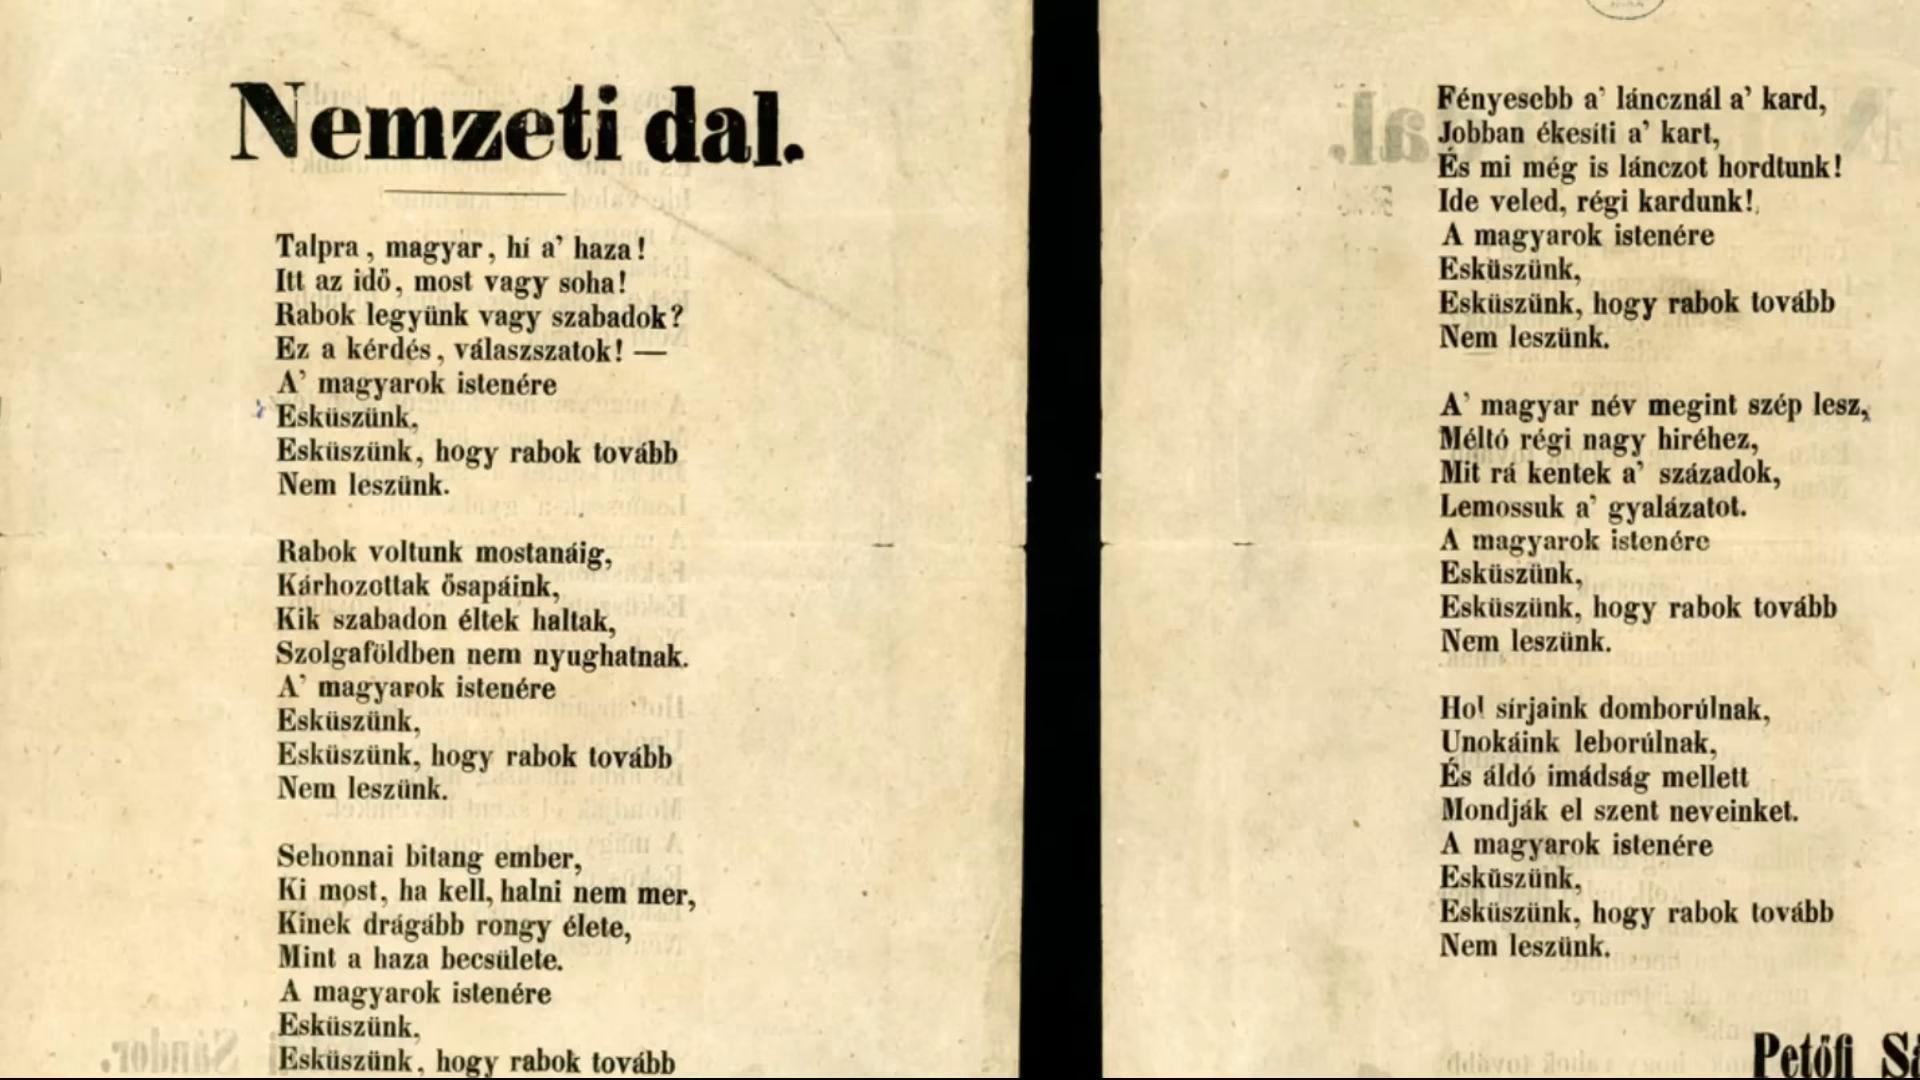 Nemzeti dal.
Talpra, magyar, hí a’ haza!
Itt az idő, most vagy soha!
Rabok legyünk vagy szabadok?
Ez a kérdés, válaszszatok! —
A’ magyarok istenére
Esküszünk,
Esküszünk, hogy rabok tovább
Nem leszünk.
Rabok voltunk mostanáig,
Kárhozottak ősapáink,
Kik szabadon éltek haltak,
Szolgaföldben nem nyughatnak.
A’ magyarok istenére
Esküszünk,
Esküszünk, hogy rabok tovább
Nem leszünk.
Sehonnai bitang ember,
Ki most, ha kell, halni nem mer,
Kinek drágább rongy élete,
Mint a haza becsülete.
A magyarok istenére
Esküszünk,
Esküszünk, hogy rabok tovább
Fényesebb a’ láncznál a’ kard,
Jobban ékesíti a’ kart,
És mi még is lánczot hordtunk!
Ide veled, régi kardunk!
A magyarok istenére
Esküszünk,
Esküszünk, hogy rabok tovább
Nem leszünk.
A’ magyar név megint szép lesz,
Méltó régi nagy hiréhez,
Mit rá kentek a’ századok,
Lemossuk a’ gyalázatot.
A magyarok istenére
Esküszünk,
Esküszünk, hogy rabok tovább
Nem leszünk.
Hol sírjaink domborúlnak,
Unokáink leborúlnak,
És áldó imádság mellett
Mondják el szent neveinket.
A magyarok istenére
Esküszünk,
Esküszünk, hogy rabok tovább
Nem leszünk.
Petőfi